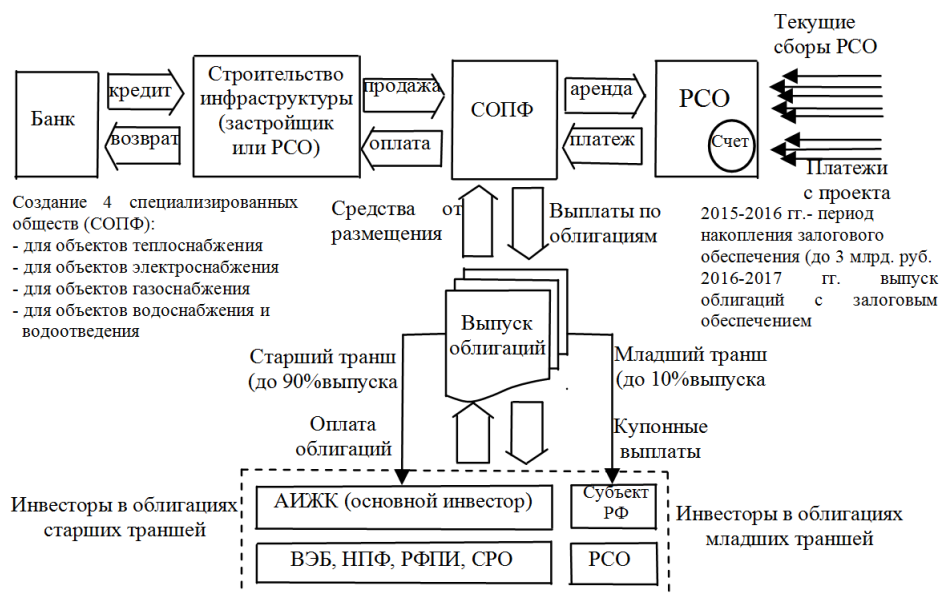 Текущие
сборы РСО
Банк
кредит
возврат
Строительство
инфраструктуры
(застройщик
или РСО)
продажа
оплата
СОПФ
аренда
платеж
РСО
Счет
Платежи
с проекта
Создание 4 специализированных
обществ (СОПФ):
- для объектов теплоснабжения
- для объектов электроснабжения
- для объектов газоснабжения
- для объектов водоснабжения и
водоотведения
Средства от
размещения
Выплаты по
облигациям
2015-2016 гг.- период
накопления залогового
обеспечения (до 3 млрд. руб.
2016-2017 гг. выпуск
облигаций с залоговым
обеспечением
Выпуск
облигаций
Старший транш
(до 90%выпуска
Младший транш
(до 10%выпуска
Оплата
облигаций
Купонные
выплаты
Инвесторы в облигациях
старших траншей
АИЖК (основной инвестор)
Субъект
РФ
ВЭБ, НПФ, РФПИ, СРО
РСО
Инвесторы в облигациях
младших траншей